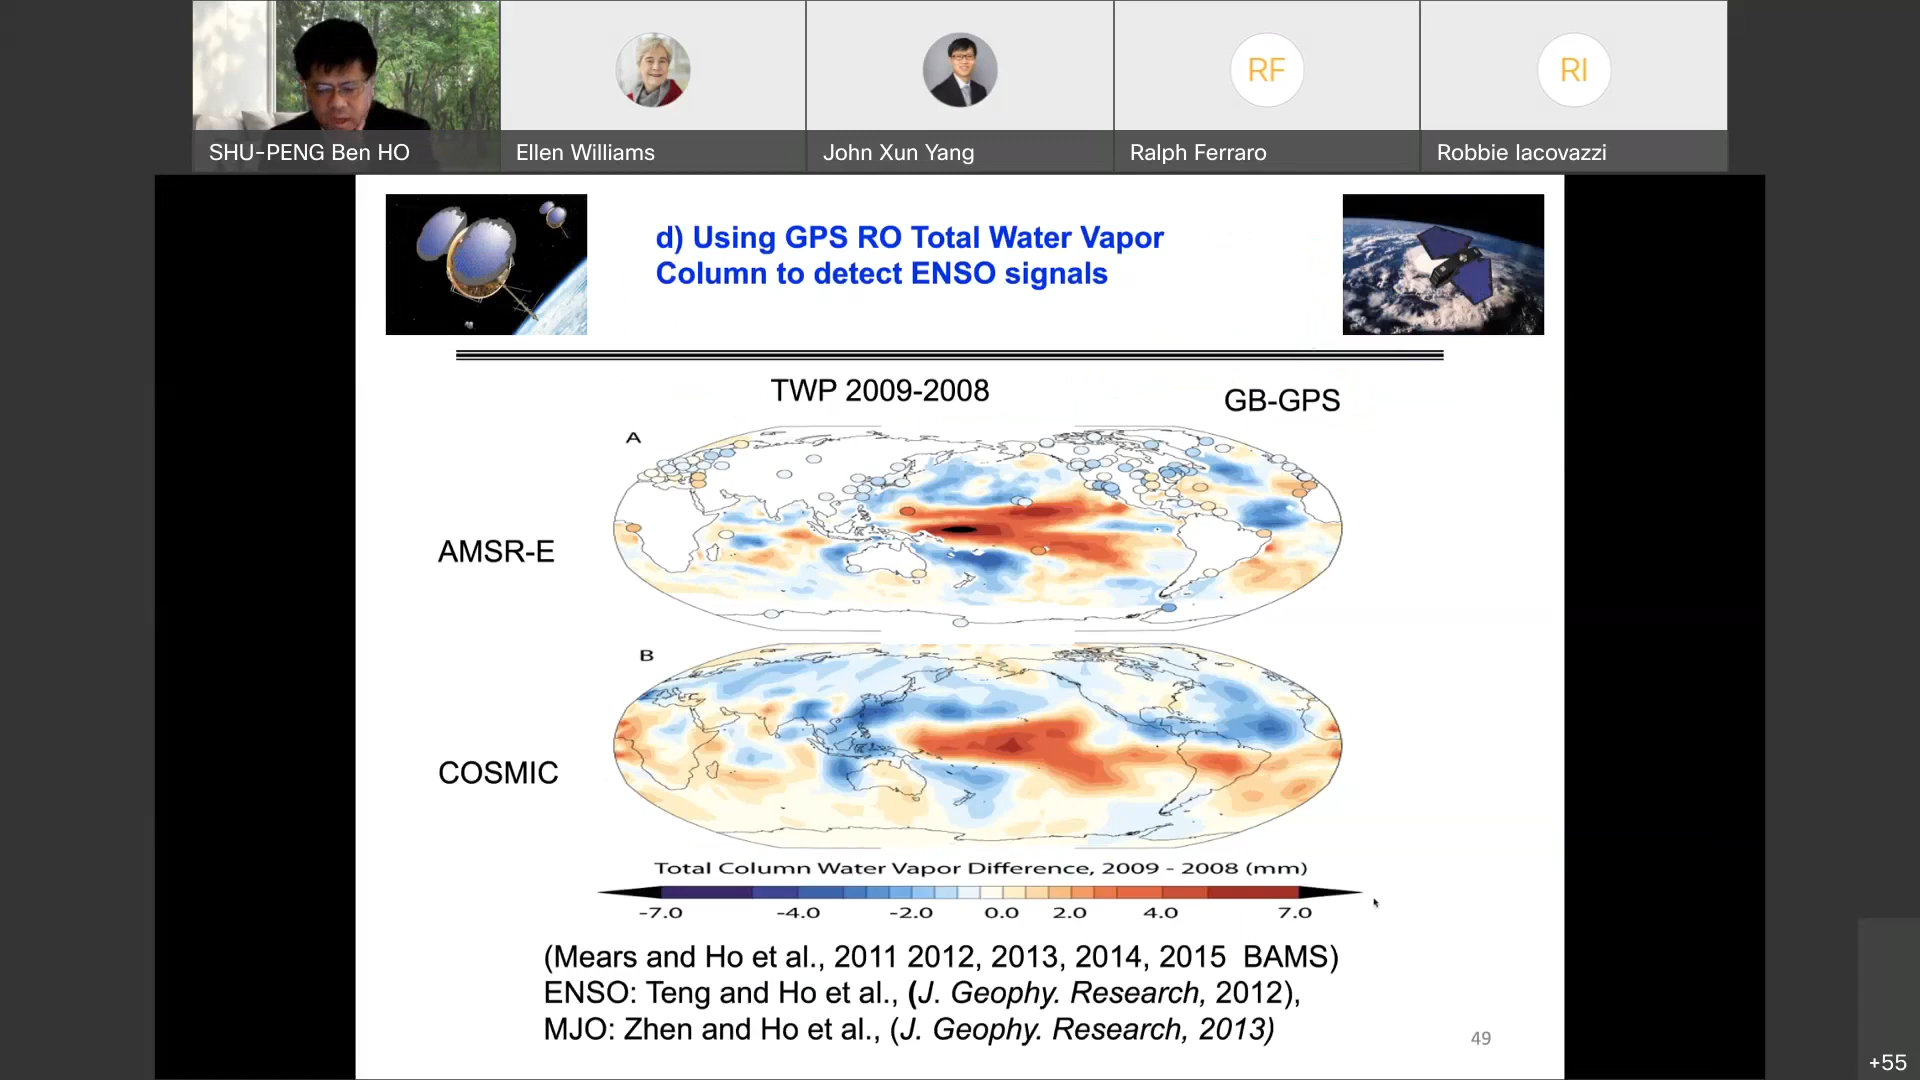 SHU-PENG Ben HO
Ellen Williams
John Xun Yang
RF
Ralph Ferraro
RI
Robbie Iacovazzi
d) Using GPS RO Total Water Vapor
Column to detect ENSO signals
TWP 2009-2008
GB-GPS
A
AMSR-E
B
COSMIC
Total Column Water Vapor Difference, 2009 - 2008 (mm)
-7.0 -4.0 -2.0 0.0 2.0 4.0 7.0
(Mears and Ho et al., 2011 2012, 2013, 2014, 2015 BAMS)
ENSO: Teng and Ho et al., (J. Geophy. Research, 2012),
MJO: Zhen and Ho et al., (J. Geophy. Research, 2013)
49
+55